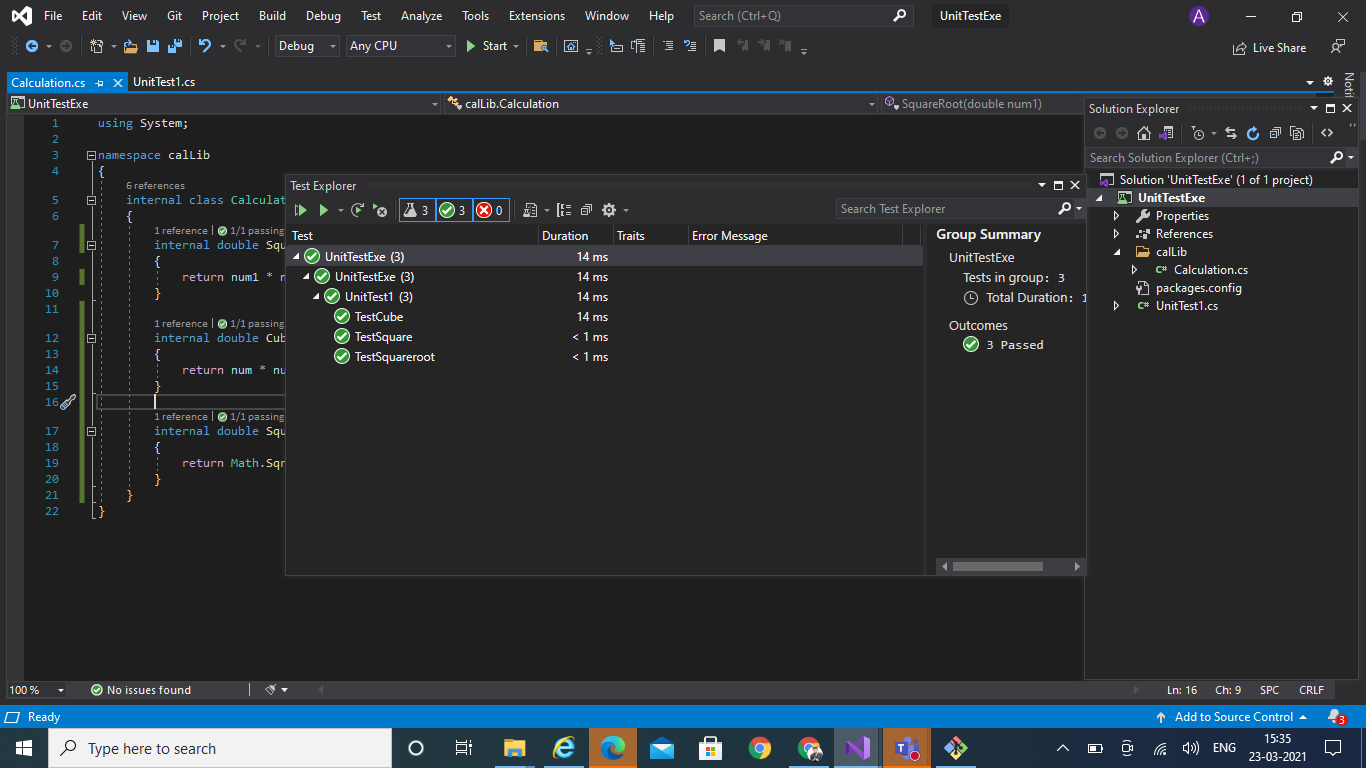 File Edit View Git Project Build Debug Test Analyze Tools Extensions Window Help Search (Ctrl+Q) UnitTestExe A
Debug Any CPU Start Live Share
Calculation.cs UnitTest1.cs
UnitTestExe calLib.Calculation SquareRoot(double num1)
1 using System;
2
3 namespace calLib
4 {
6 references
5 internal class Calculat
6 {
1 reference | 1/1 passing
7 internal double Squ
8 {
9 return num1 * n
10 }
11
1 reference | 1/1 passing
12 internal double Cub
13 {
14 return num * nu
15 }
16
1 reference | 1/1 passing
17 internal double Squ
18 {
19 return Math.Sqr
20 }
21 }
22 }
Test Explorer
3 3 0
Search Test Explorer
Test Duration Traits Error Message
UnitTestExe (3) 14 ms
UnitTestExe (3) 14 ms
UnitTest1 (3) 14 ms
TestCube 14 ms
TestSquare < 1 ms
TestSquareroot < 1 ms
Group Summary
UnitTestExe
Tests in group: 3
Total Duration: 1
Outcomes
3 Passed
Solution Explorer
Search Solution Explorer (Ctrl+;)
Solution 'UnitTestExe' (1 of 1 project)
UnitTestExe
Properties
References
calLib
C# Calculation.cs
packages.config
C# UnitTest1.cs
Notifi
100 % No issues found Ln: 16 Ch: 9 SPC CRLF
Ready Add to Source Control 3
Type here to search
ENG 15:35
23-03-2021